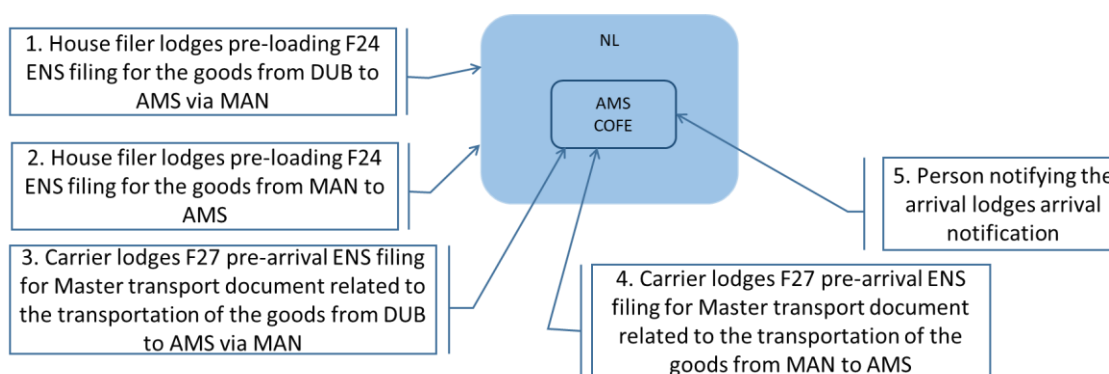 1. House filer lodges pre-loading F24
ENS filing for the goods from DUB to
AMS via MAN
NL
AMS
COFE
2. House filer lodges pre-loading F24
ENS filing for the goods from MAN to
AMS
5. Person notifying the
arrival lodges arrival
notification
3. Carrier lodges F27 pre-arrival ENS filing
for Master transport document related to
the transportation of the goods from DUB
to AMS via MAN
4. Carrier lodges F27 pre-arrival ENS
filing for Master transport document
related to the transportation of the
goods from MAN to AMS